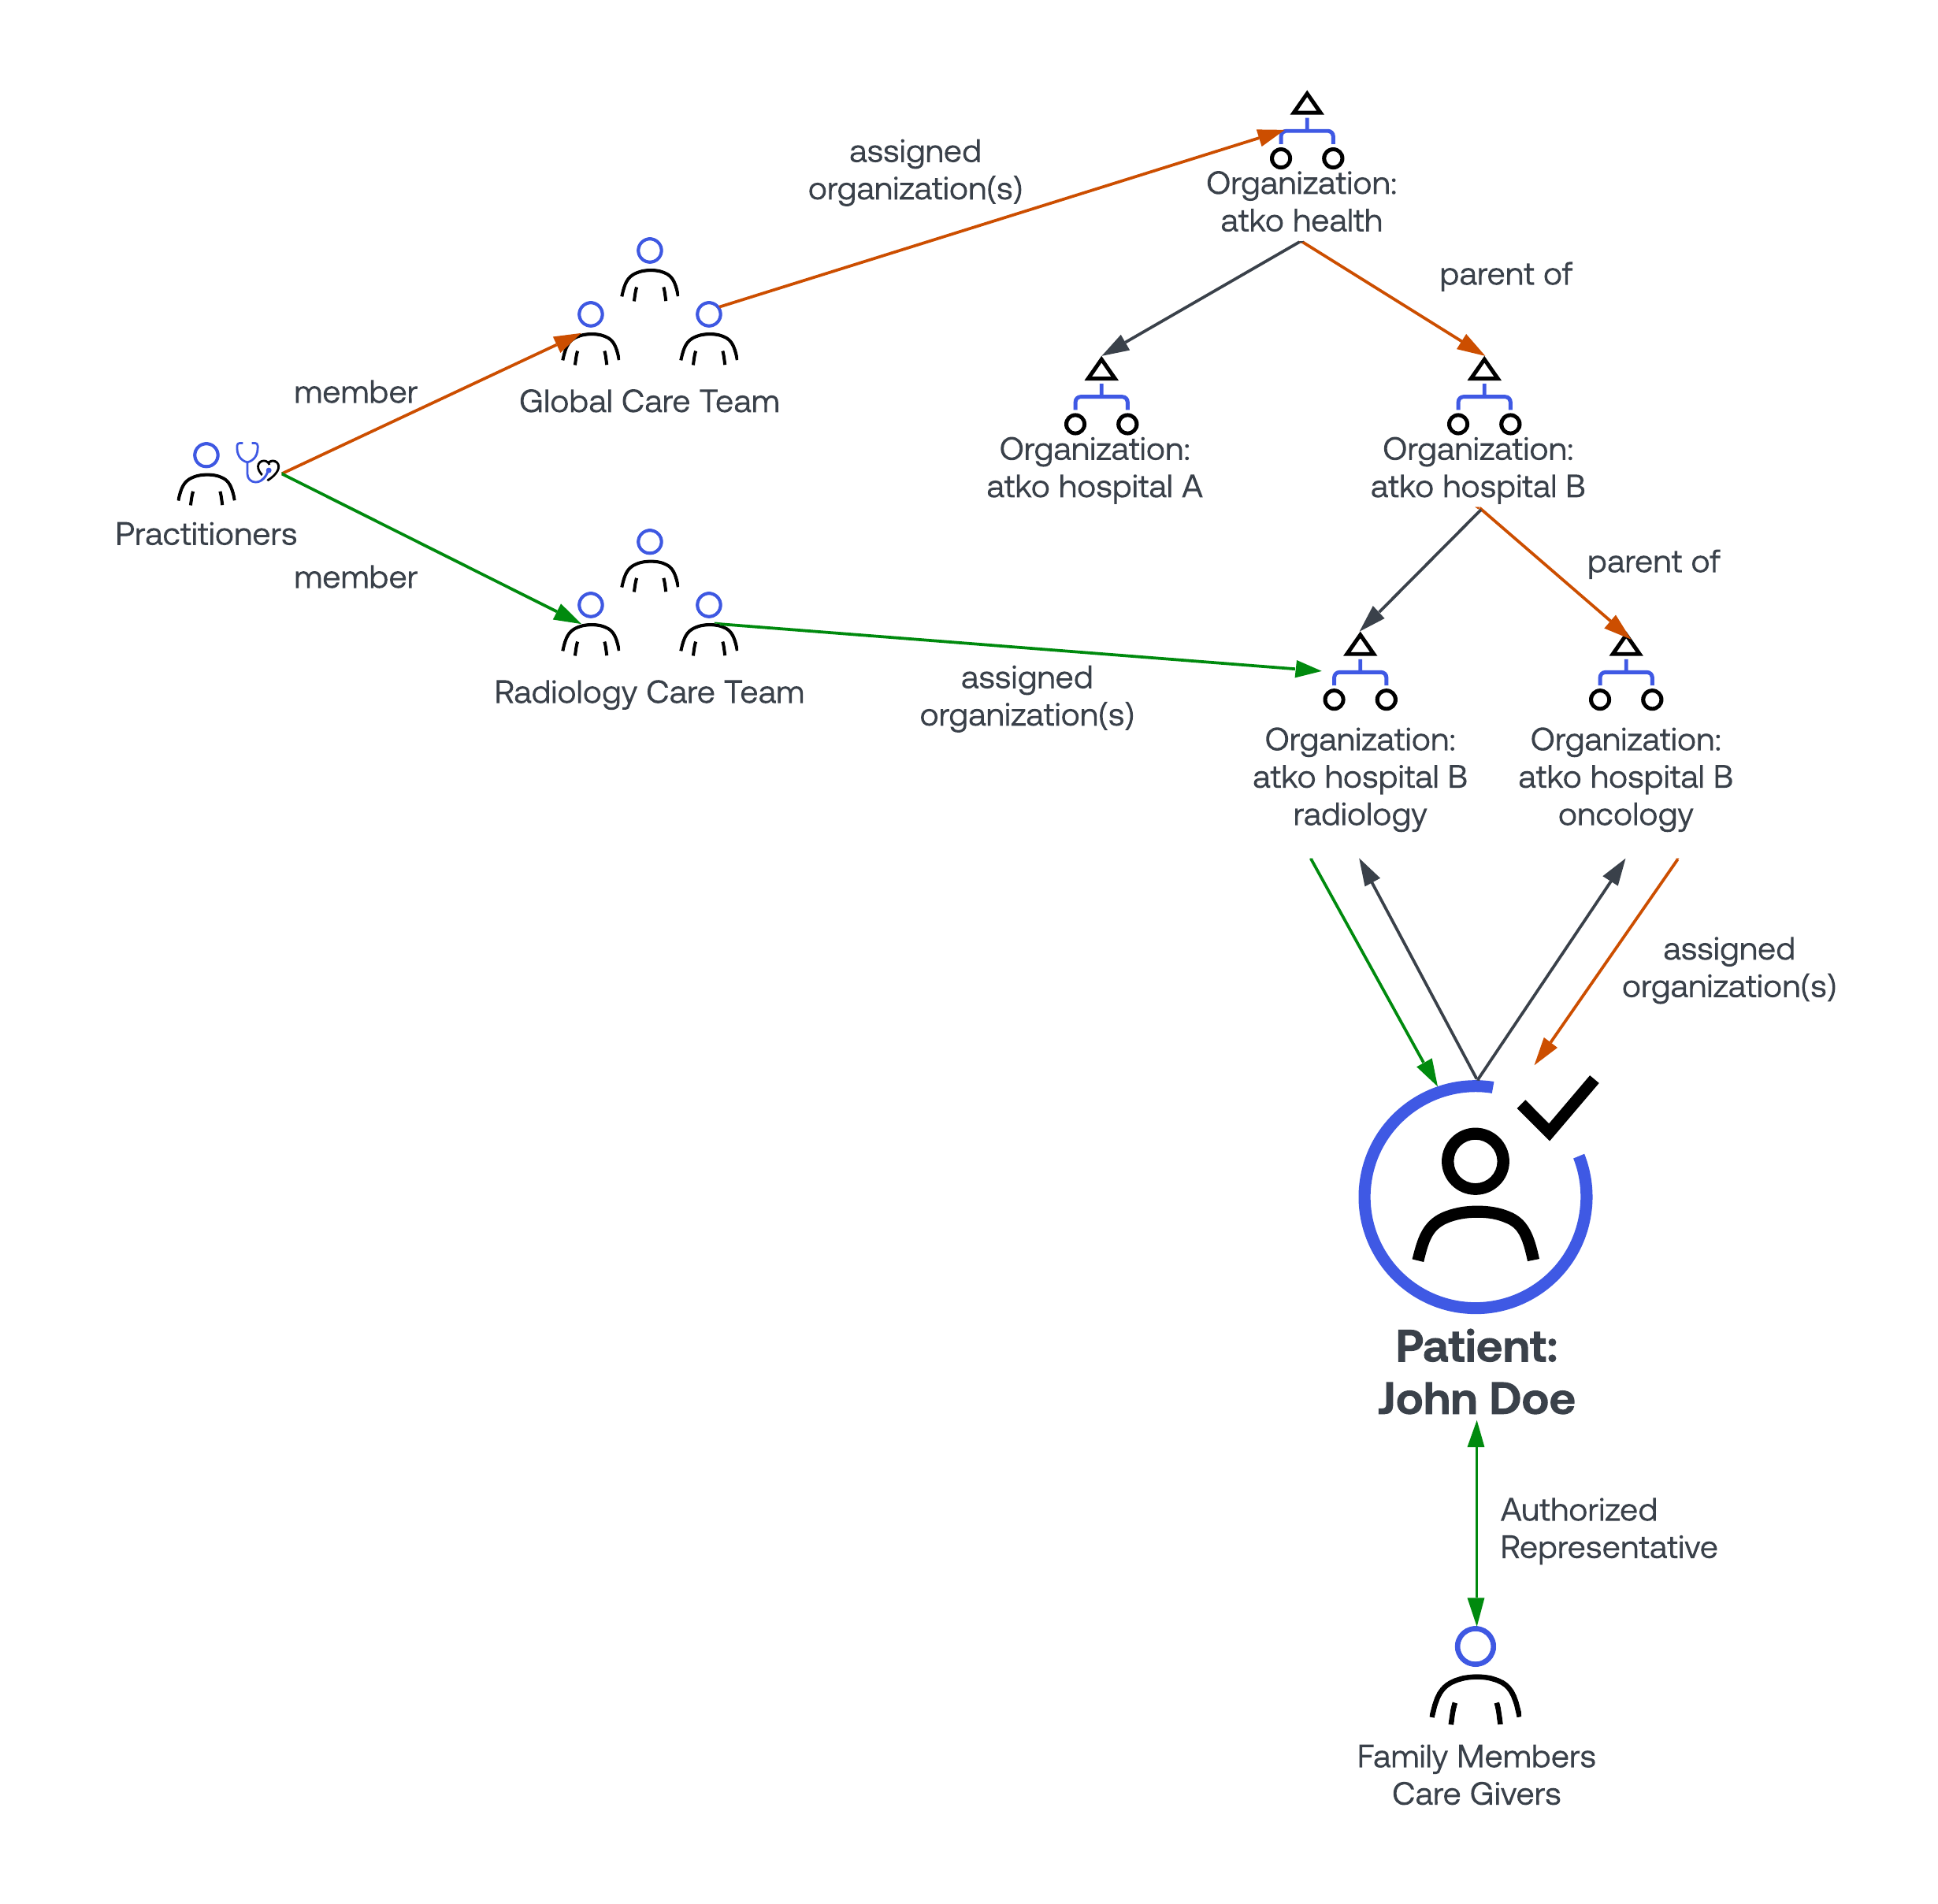 assigned
organization(s)
Organization:
atko health
parent of
member
Global Care Team
Organization:
atko hospital A
Organization:
atko hospital B
Practitioners
member
parent of
Radiology Care Team
assigned
organization(s)
Organization:
atko hospital B
radiology
Organization:
atko hospital B
oncology
assigned
organization(s)
Patient:
John Doe
Authorized
Representative
Family Members
Care Givers